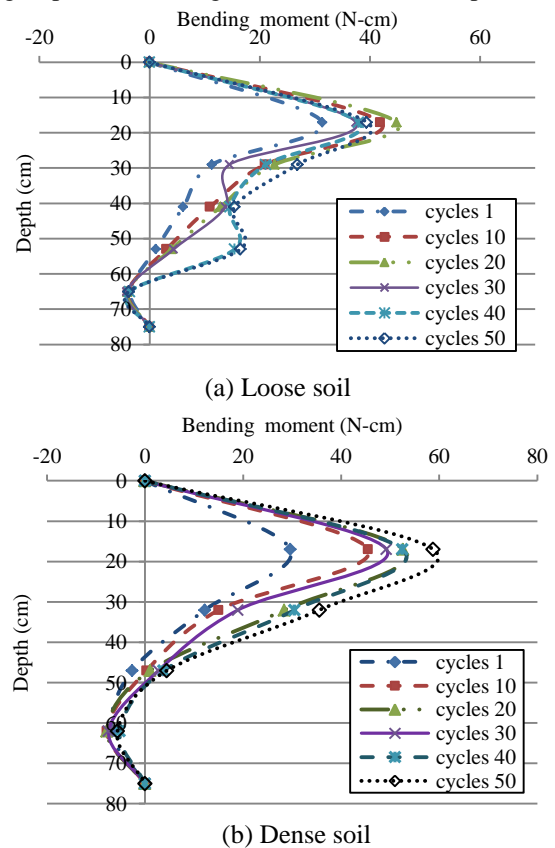 Bending moment (N-cm)
-20 0 20 40 60
0
10
20
30
40
50
60
70
80
Depth (cm)
cycles 1
cycles 10
cycles 20
cycles 30
cycles 40
cycles 50
(a) Loose soil
Bending moment (N-cm)
-20 0 20 40 60 80
0
10
20
30
40
50
60
70
80
Depth (cm)
cycles 1
cycles 10
cycles 20
cycles 30
cycles 40
cycles 50
(b) Dense soil